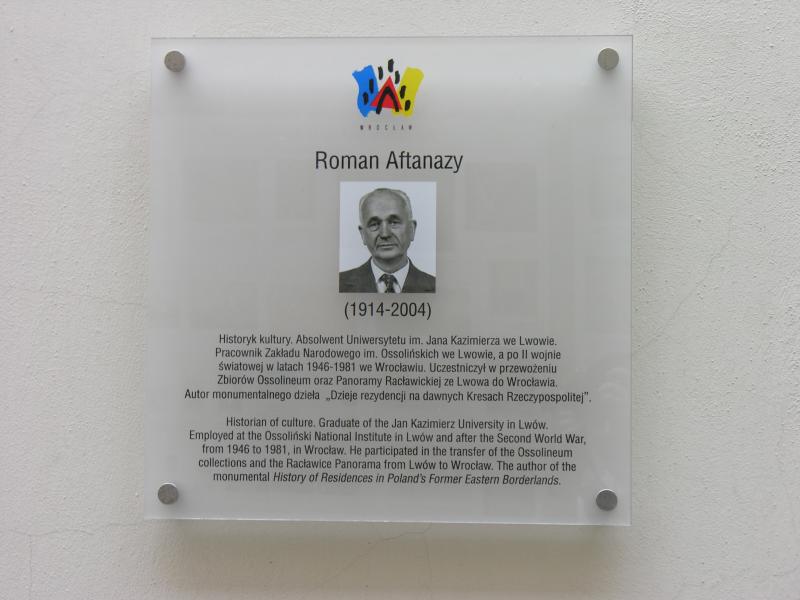 WROCŁAW
Roman Aftanazy
(1914-2004)
Historyk kultury. Absolwent Uniwersytetu im. Jana Kazimierza we Lwowie.
Pracownik Zakładu Narodowego im. Ossolińskich we Lwowie, a po II wojnie
światowej w latach 1946-1981 we Wrocławiu. Uczestniczył w przewożeniu
Zbiorów Ossolineum oraz Panoramy Racławickiej ze Lwowa do Wrocławia.
Autor monumentalnego dzieła „Dzieje rezydencji na dawnych Kresach Rzeczypospolitej”.
Historian of culture. Graduate of the Jan Kazimierz University in Lwów.
Employed at the Ossoliński National Institute in Lwów and after the Second World War,
from 1946 to 1981, in Wrocław. He participated in the transfer of the Ossolineum
collections and the Racławice Panorama from Lwów to Wrocław. The author of the
monumental History of Residences in Poland's Former Eastern Borderlands.